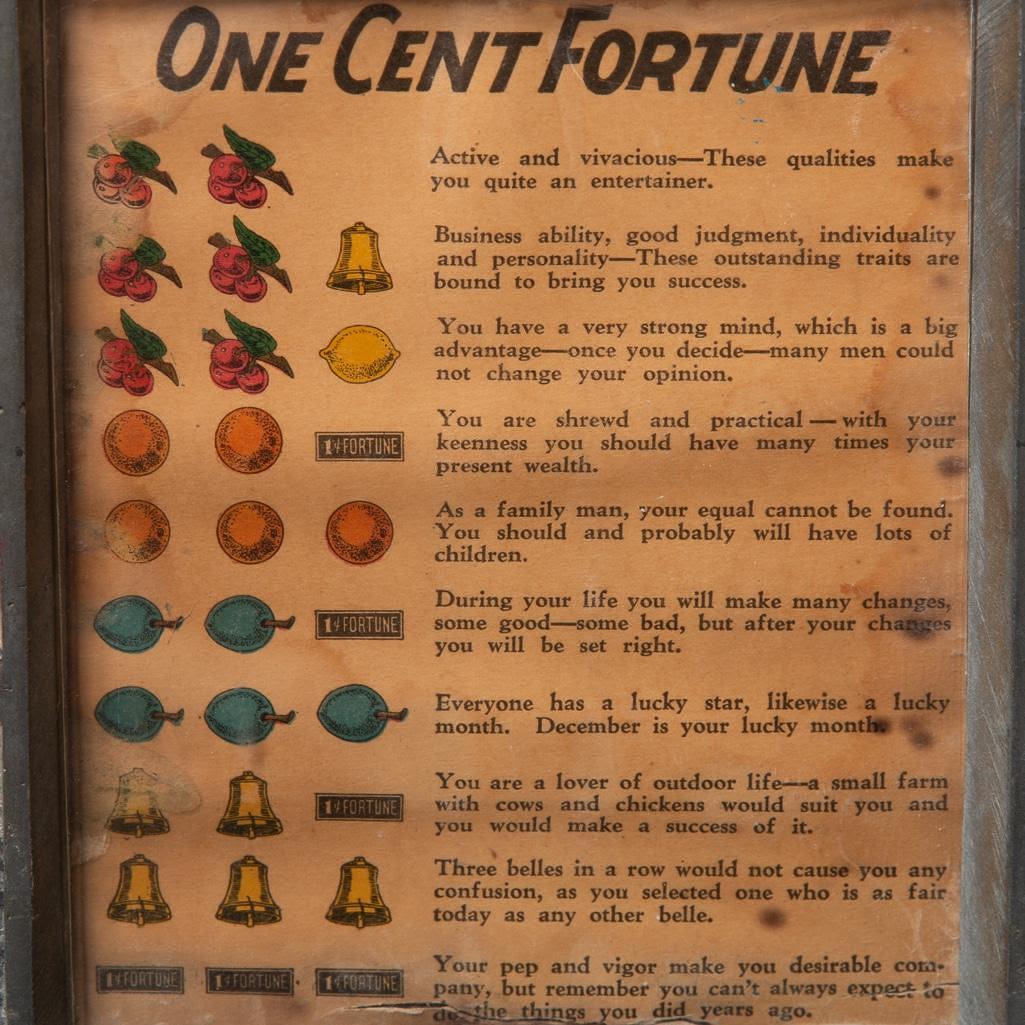 ONE CENT FORTUNE
Active and vivacious—These qualities make
you quite an entertainer.
Business ability, good judgment, individuality
and personality—These outstanding traits are
bound to bring you success.
You have a very strong mind, which is a big
advantage—once you decide—many men could
not change your opinion.
1¢ FORTUNE
You are shrewd and practical—with your
keenness you should have many times your
present wealth.
As a family man, your equal cannot be found.
You should and probably will have lots of
children.
1¢ FORTUNE
During your life you will make many changes,
some good—some bad, but after your changes
you will be set right.
Everyone has a lucky star, likewise a lucky
month. December is your lucky month.
1¢ FORTUNE
You are a lover of outdoor life—a small farm
with cows and chickens would suit you and
you would make a success of it.
Three belles in a row would not cause you any
confusion, as you selected one who is as fair
today as any other belle.
1¢ FORTUNE 1¢ FORTUNE 1¢ FORTUNE
Your pep and vigor make you desirable com-
pany, but remember you can't always expect to
do the things you did years ago.